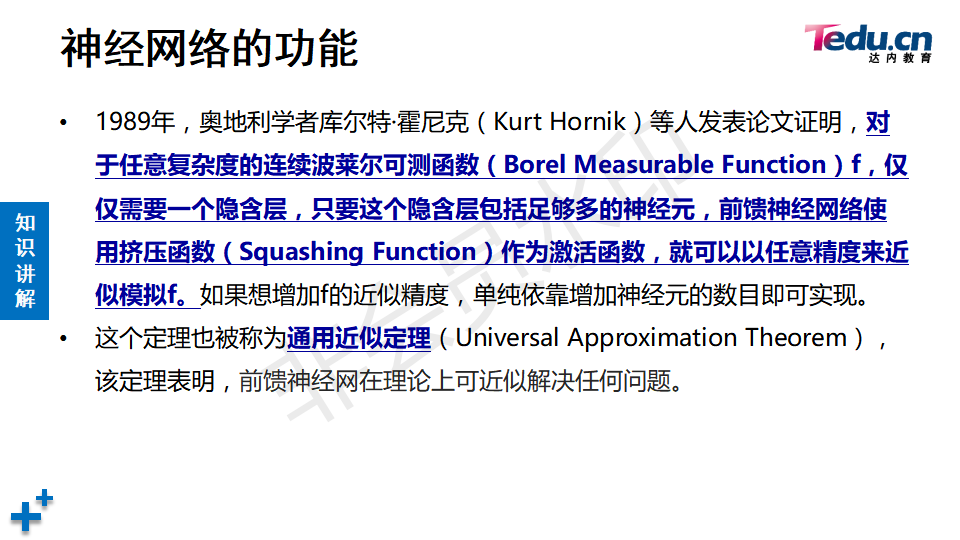 神经网络的功能
Tedu.cn
达内教育
• 1989年，奥地利学者库尔特·霍尼克（Kurt Hornik）等人发表论文证明，对
于任意复杂度的连续波莱尔可测函数（Borel Measurable Function）f，仅
仅需要一个隐含层，只要这个隐含层包括足够多的神经元，前馈神经网络使
用挤压函数（Squashing Function）作为激活函数，就可以以任意精度来近
似模拟f。如果想增加f的近似精度，单纯依靠增加神经元的数目即可实现。
• 这个定理也被称为通用近似定理（Universal Approximation Theorem），
该定理表明，前馈神经网在理论上可近似解决任何问题。
知
识
讲
解
非会员水印